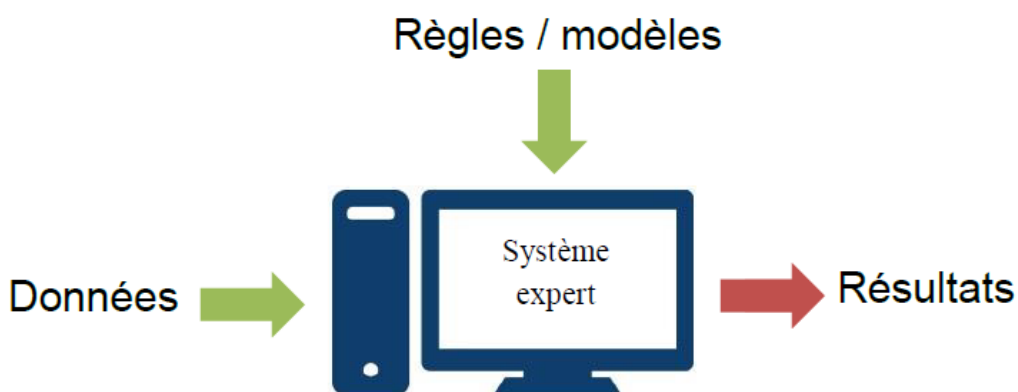 Règles / modèles
Système
expert
Données
Résultats